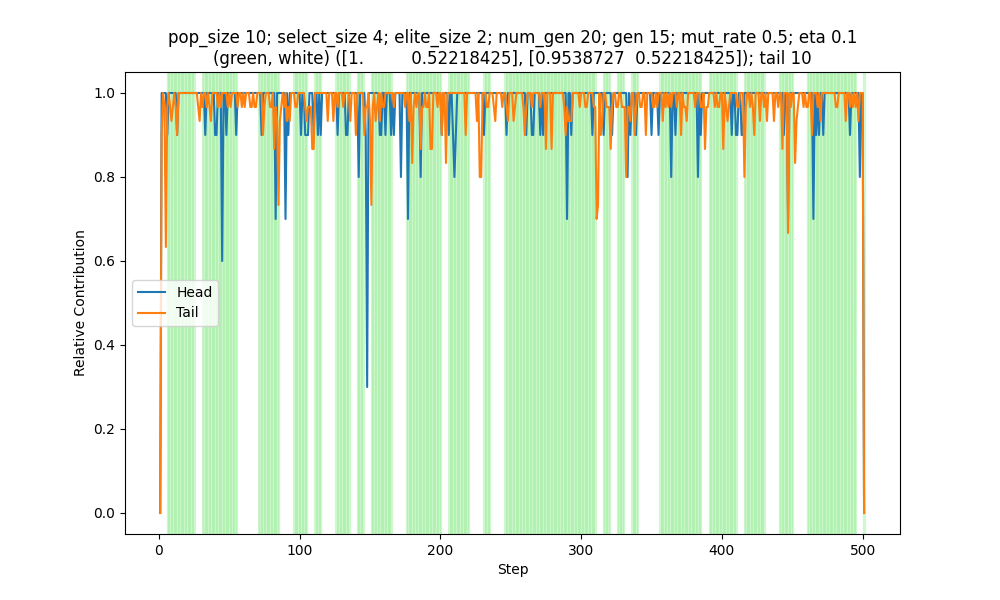 pop_size 10; select_size 4; elite_size 2; num_gen 20; gen 15; mut_rate 0.5; eta 0.1
(green, white) ([1.          0.52218425], [0.9538727  0.52218425]); tail 10
1.0
0.8
0.6
0.4
0.2
0.0
Relative Contribution
Head
Tail
0 100 200 300 400 500
Step